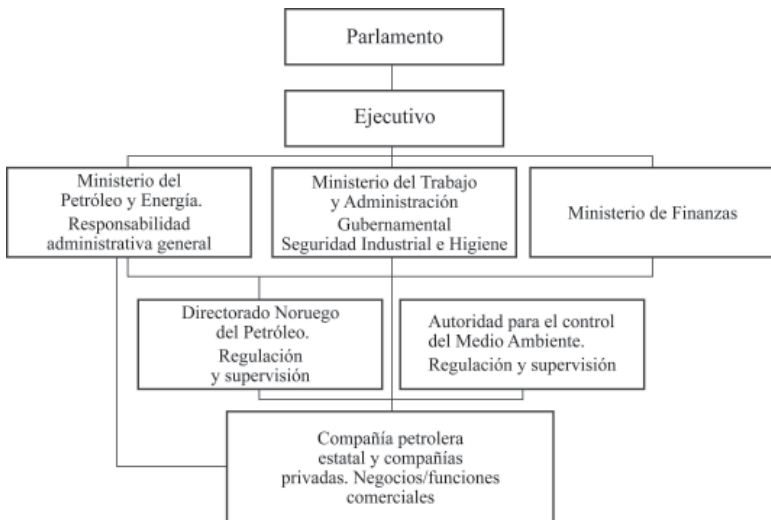 Parlamento
Ejecutivo
Ministerio del
Petróleo y Energía.
Responsabilidad
administrativa general
Ministerio del Trabajo
y Administración
Gubernamental
Seguridad Industrial e Higiene
Ministerio de Finanzas
Directorado Noruego
del Petróleo.
Regulación
y supervisión
Autoridad para el control
del Medio Ambiente.
Regulación y supervisión
Compañía petrolera
estatal y compañías
privadas. Negocios/funciones
comerciales